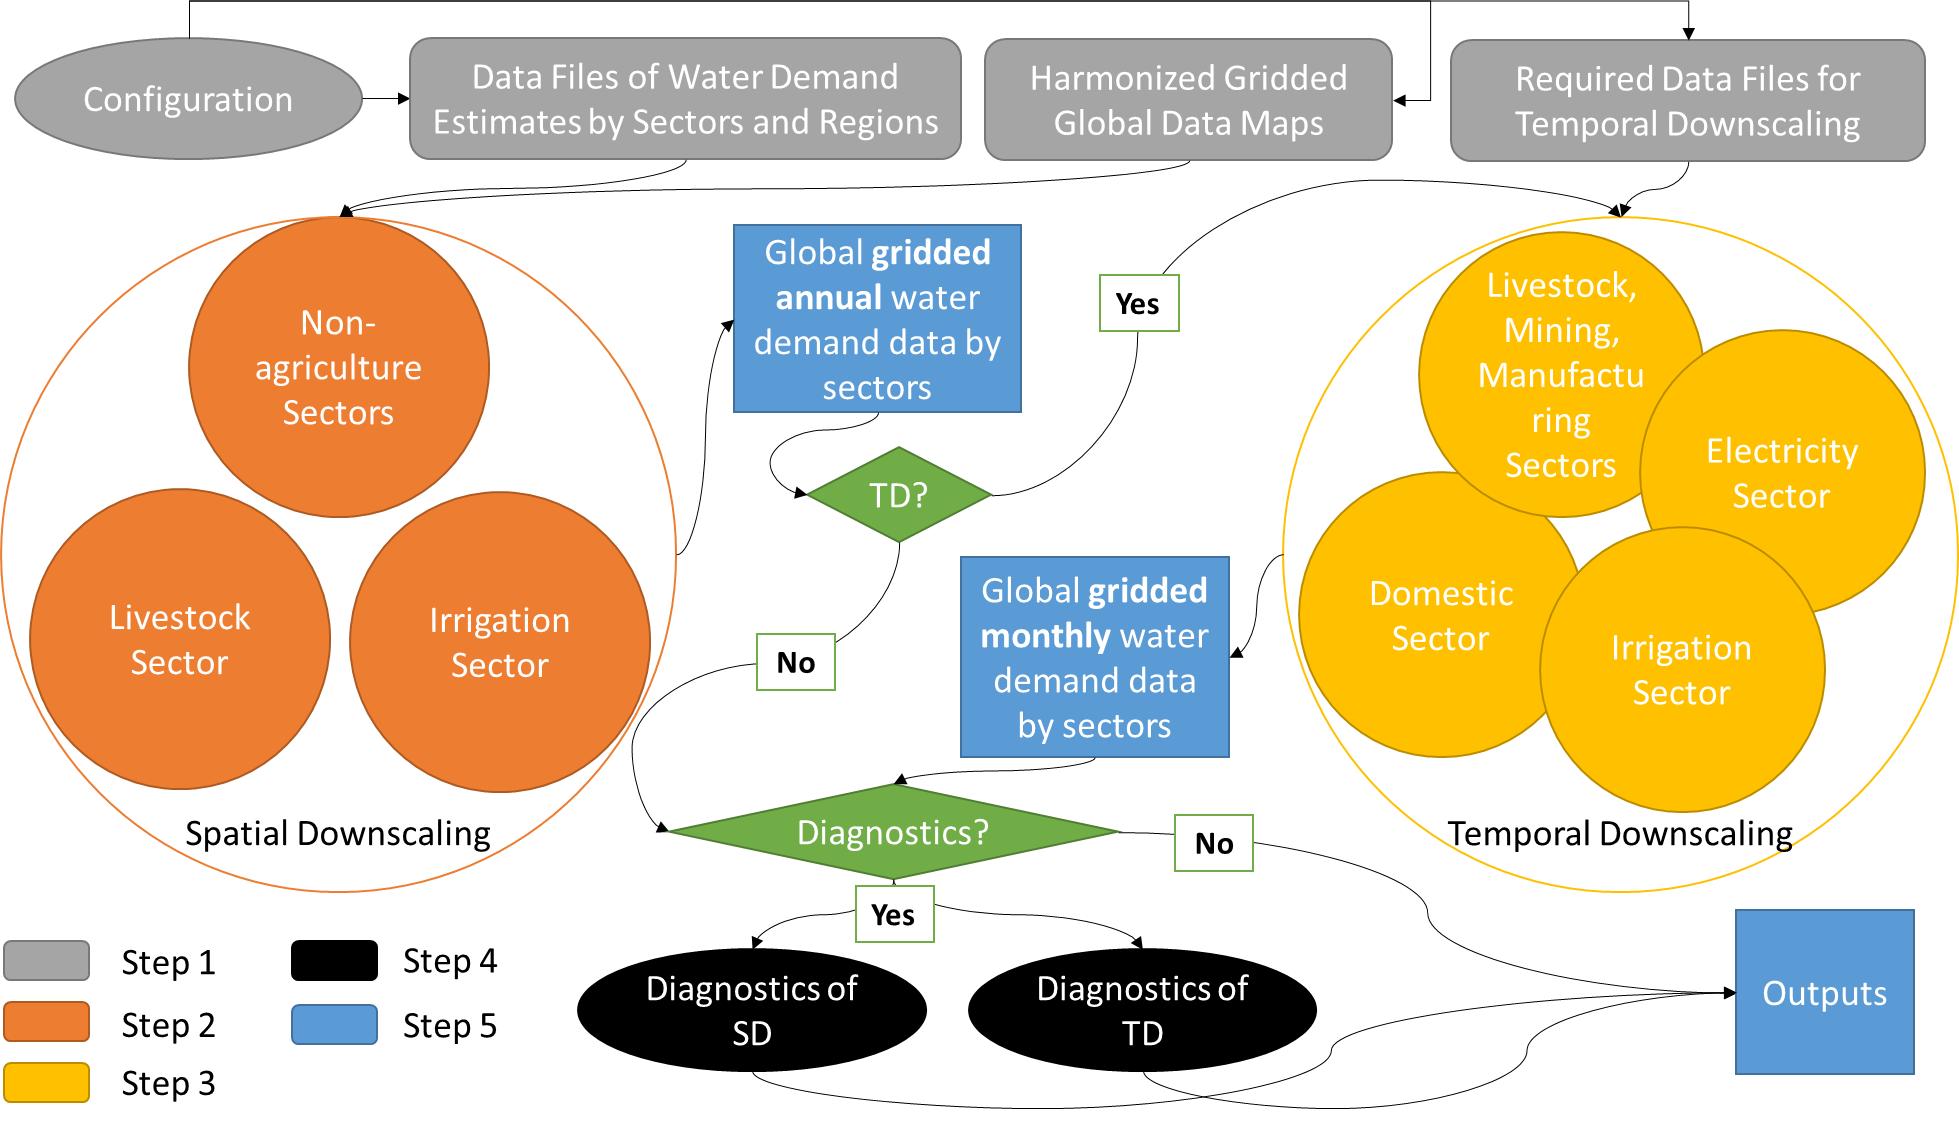 Configuration
Data Files of Water Demand
Estimates by Sectors and Regions
Harmonized Gridded
Global Data Maps
Required Data Files for
Temporal Downscaling
Non-
agriculture
Sectors
Livestock
Sector
Irrigation
Sector
Spatial Downscaling
Global gridded
annual water
demand data by
sectors
TD?
Yes
No
Global gridded
monthly water
demand data
by sectors
Livestock,
Mining,
Manufactu
ring
Sectors
Electricity
Sector
Domestic
Sector
Irrigation
Sector
Temporal Downscaling
Diagnostics?
No
Yes
Diagnostics of
SD
Diagnostics of
TD
Outputs
Step 1
Step 2
Step 3
Step 4
Step 5